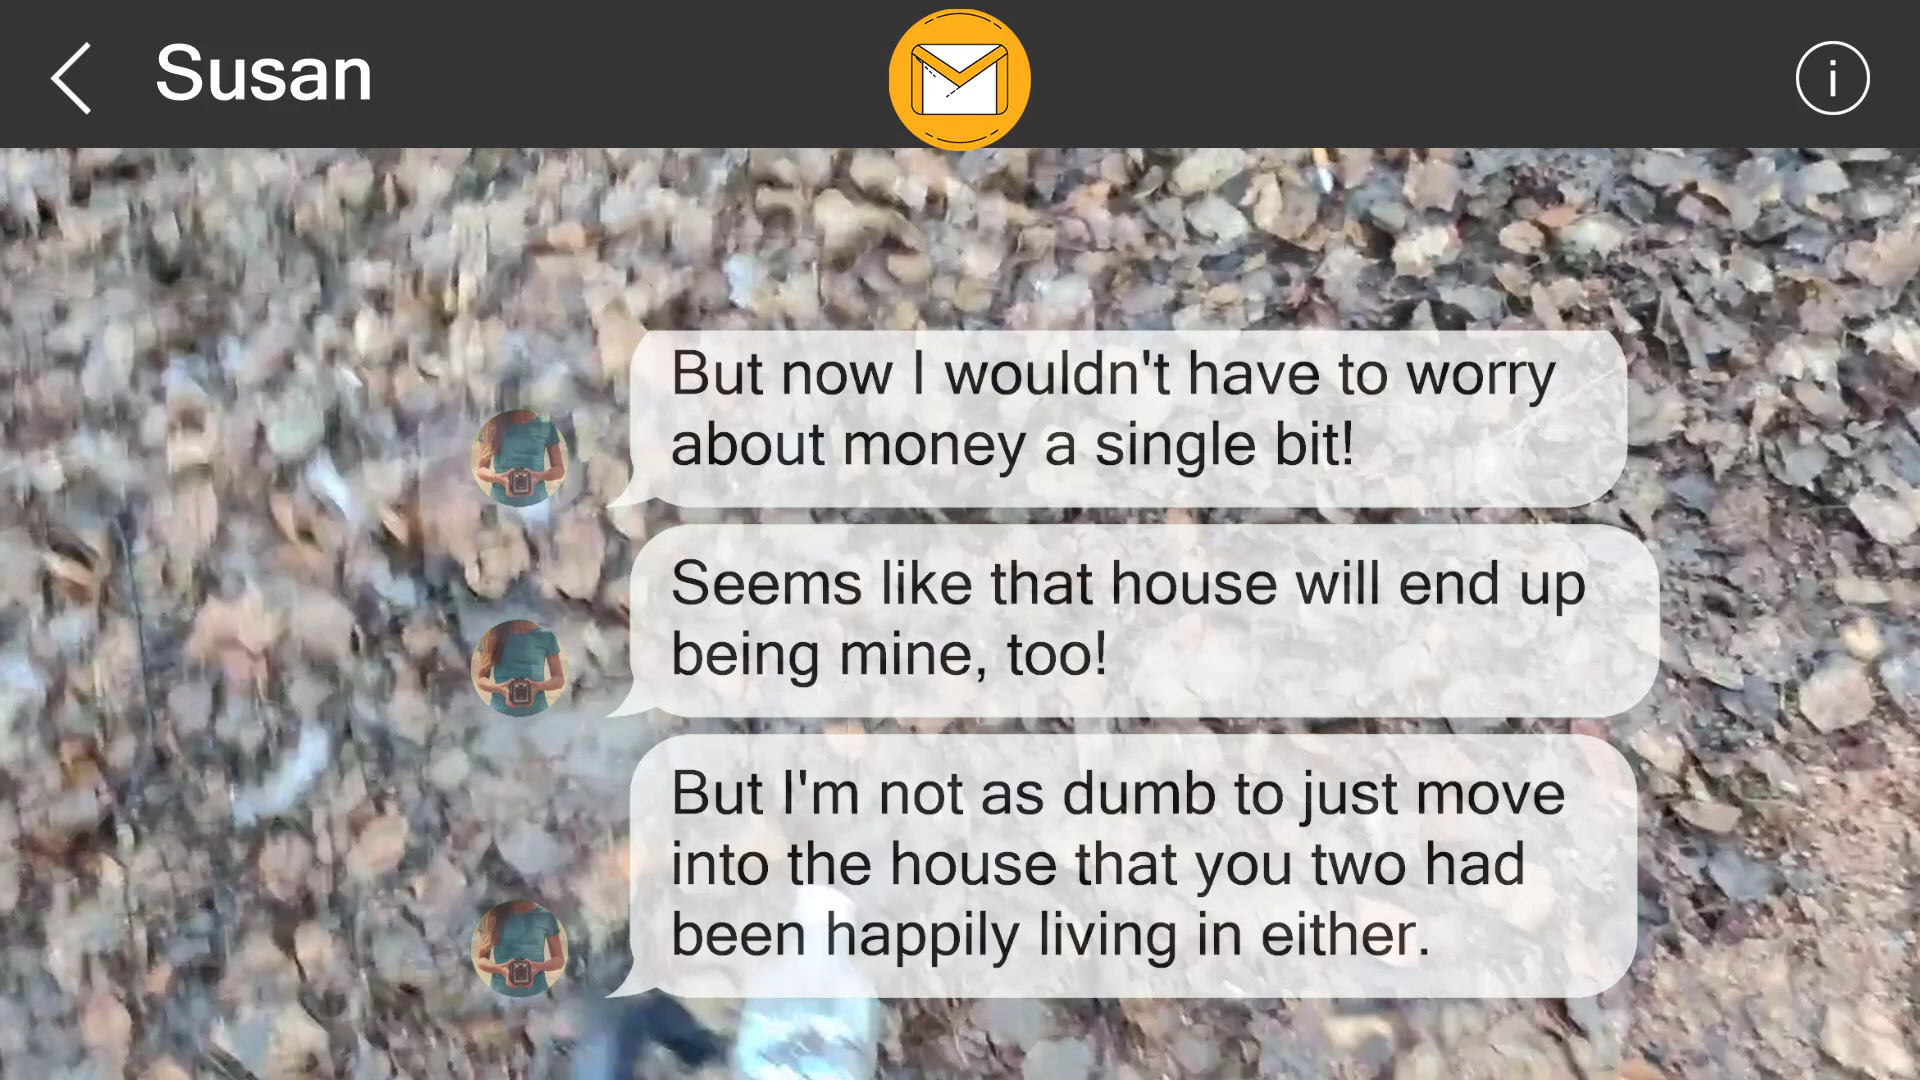 Susan
i
But now I wouldn't have to worry
about money a single bit!
Seems like that house will end up
being mine, too!
But I'm not as dumb to just move
into the house that you two had
been happily living in either.